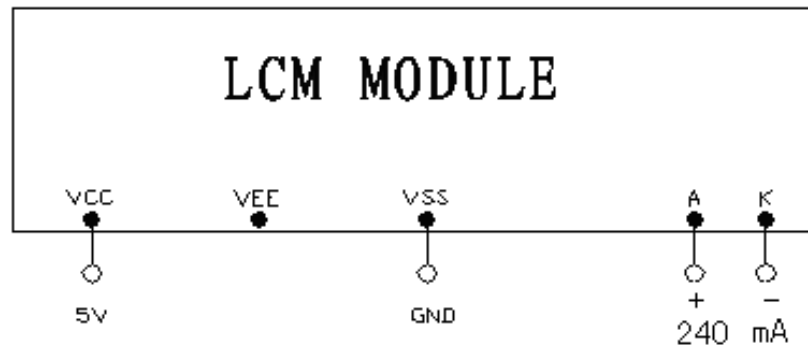 LCM MODULE
VCC VEE VSS A K
5V GND + −
240 mA